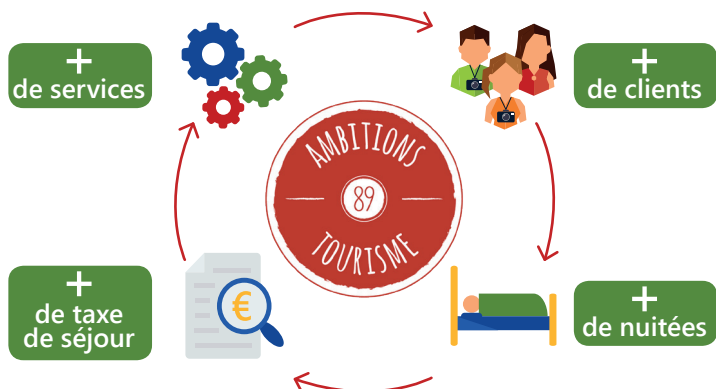 +
de services
+
de clients
AMBITIONS
89
TOURISME
€
+
de taxe
de séjour
+
de nuitées